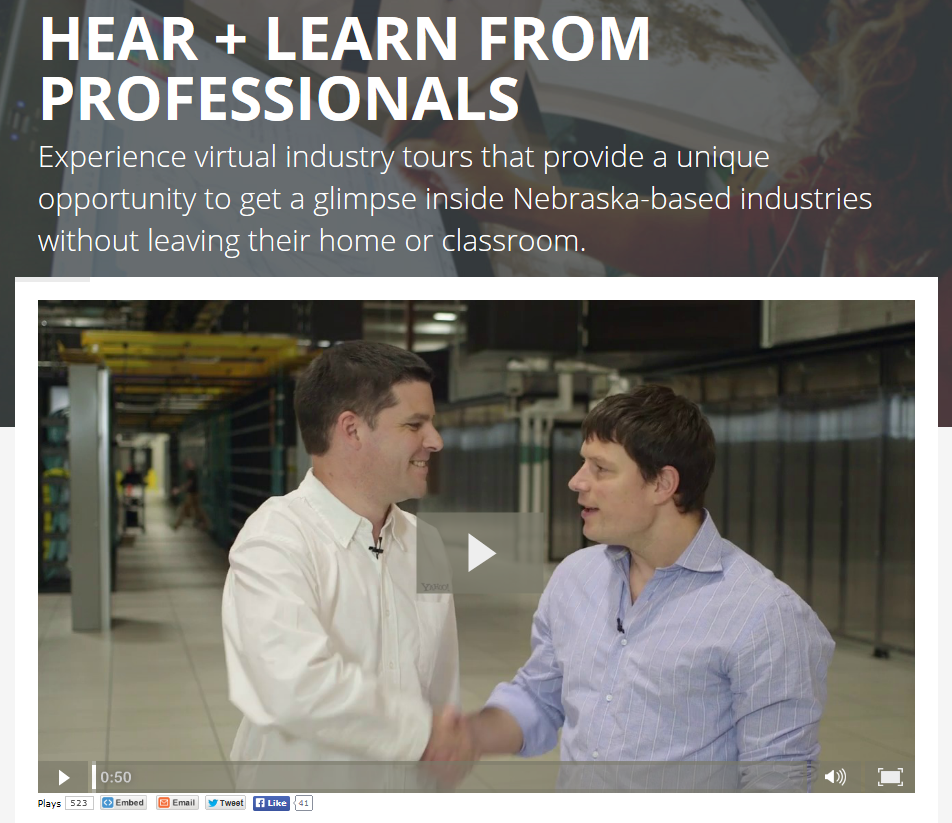 HEAR + LEARN FROM
PROFESSIONALS
Experience virtual industry tours that provide a unique
opportunity to get a glimpse inside Nebraska-based industries
without leaving their home or classroom.
YAHOO!
0:50
Plays 523 Embed Email Tweet Like 41